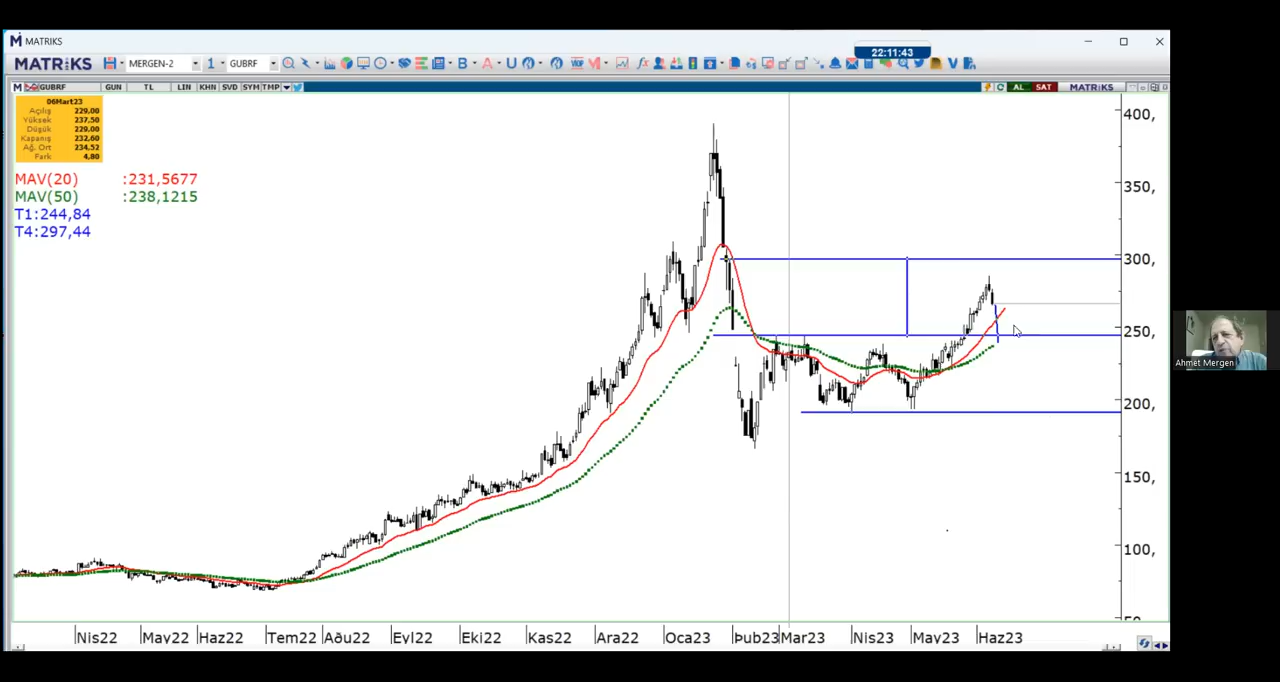 MATRIKS
22:11:43
MATRIKS MERGEN-2 1 GUBRF
GUBRF GUN TL LIN KHN SVD SYM TMP AL SAT MATRIKS
06Mart23
Açılış 229,00
Yüksek 237,50
Düşük 229,00
Kapanış 232,60
Ağ. Ort 234,52
Fark 4,80
MAV(20) :231,5677
MAV(50) :238,1215
T1:244,84
T4:297,44
400,
350,
300,
250,
200,
150,
100,
50,
Nis22 May22 Haz22 Tem22 Aðu22 Eyl22 Eki22 Kas22 Ara22 Oca23 Þub23 Mar23 Nis23 May23 Haz23
Ahmet Mergen